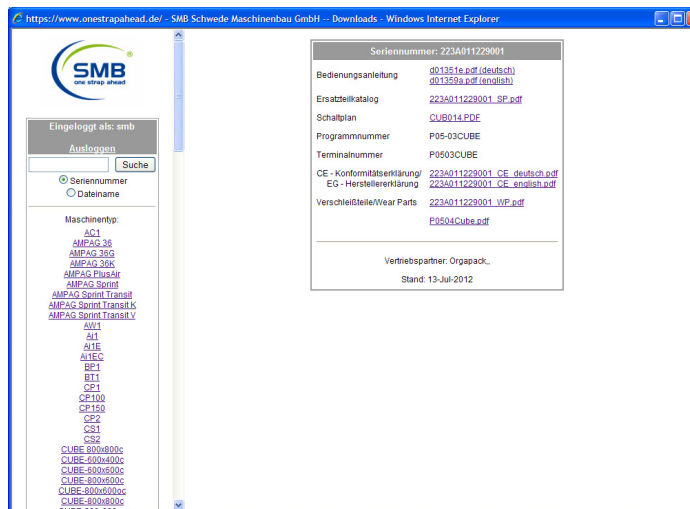 https://www.onestrapahead.de/ - SMB Schwede Maschinenbau GmbH -- Downloads - Windows Internet Explorer
SMB
one strap ahead
Eingeloggt als: smb
Ausloggen
Suche
Seriennummer
Dateiname
Maschinentyp:
AC1
AMPAG 36
AMPAG 36G
AMPAG 36K
AMPAG PlusAir
AMPAG Sprint
AMPAG Sprint Transit
AMPAG Sprint Transit K
AMPAG Sprint Transit V
AW1
Ai1
Ai1E
Ai1EC
BP1
BT1
CP1
CP100
CP150
CP2
CS1
CS2
CUBE 800x800c
CUBE-600x400c
CUBE-600x600c
CUBE-800x600c
CUBE-800x600oc
CUBE-800x800c
Seriennummer: 223A011229001
Bedienungsanleitung d01351e.pdf (deutsch)
d01359a.pdf (english)
Ersatzteilkatalog 223A011229001_SP.pdf
Schaltplan CUB014.PDF
Programmnummer P05-03CUBE
Terminalnummer P0503CUBE
CE - Konformitätserklärung/ 223A011229001_CE_deutsch.pdf
EG - Herstellererklärung 223A011229001_CE_english.pdf
Verschleißteile/Wear Parts 223A011229001_WP.pdf
P0504Cube.pdf
Vertriebspartner: Orgapack,,
Stand: 13-Jul-2012